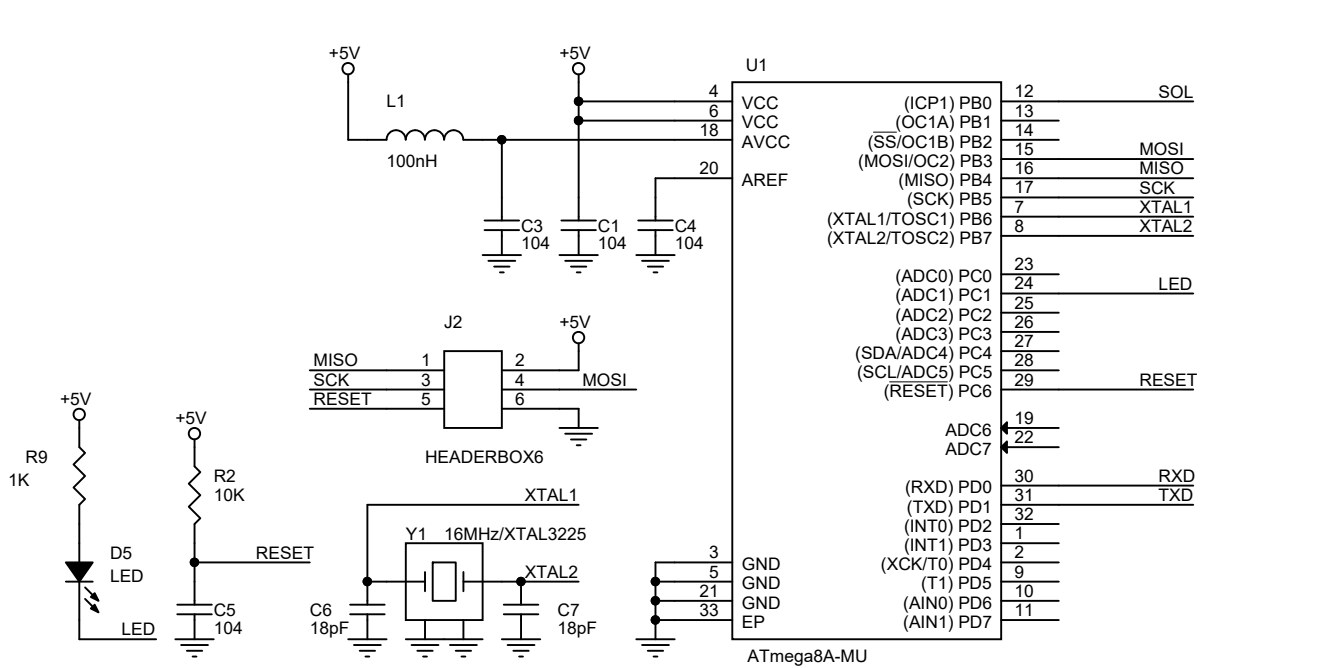 +5V
+5V
U1
L1
100nH
4 VCC
6 VCC
18 AVCC
20 AREF
C3
104
C1
104
C4
104
(ICP1) PB0 12 SOL
(OC1A) PB1 13
(SS/OC1B) PB2 14
(MOSI/OC2) PB3 15 MOSI
(MISO) PB4 16 MISO
(SCK) PB5 17 SCK
(XTAL1/TOSC1) PB6 7 XTAL1
(XTAL2/TOSC2) PB7 8 XTAL2
(ADC0) PC0 23
(ADC1) PC1 24 LED
(ADC2) PC2 25
(ADC3) PC3 26
(SDA/ADC4) PC4 27
(SCL/ADC5) PC5 28
(RESET) PC6 29 RESET
ADC6 19
ADC7 22
(RXD) PD0 30 RXD
(TXD) PD1 31 TXD
(INT0) PD2 32
(INT1) PD3 1
(XCK/T0) PD4 2
(T1) PD5 9
(AIN0) PD6 10
(AIN1) PD7 11
3 GND
5 GND
21 GND
33 EP
ATmega8A-MU
J2
+5V
MISO 1 2
SCK 3 4 MOSI
RESET 5 6
HEADERBOX6
+5V
R9
1K
D5
LED
LED
+5V
R2
10K
RESET
C5
104
XTAL1
Y1 16MHz/XTAL3225
XTAL2
C6
18pF
C7
18pF